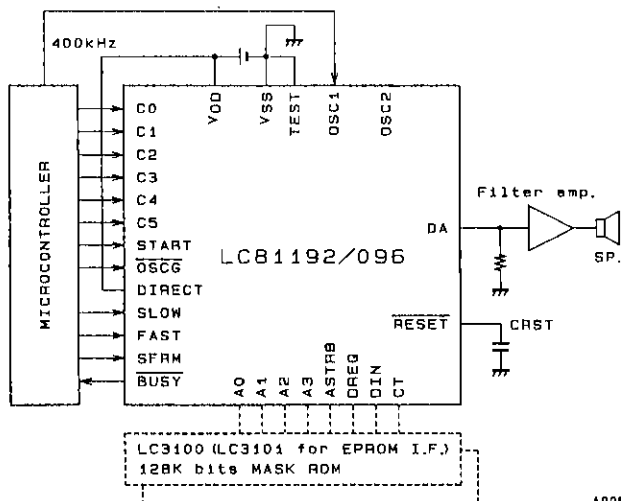 400kHz
MICROCONTROLLER
VDD
VSS
TEST
OSC1
OSC2
C0
C1
C2
C3
C4
C5
START
OSCG
DIRECT
SLOW
FAST
SFRM
BUSY
LC81192/096
DA
RESET
Filter amp.
SP.
CRST
A0
A1
A2
A3
ASTRB
DREQ
DIN
CT
LC3100 (LC3101 for EPROM I.F.)
128K bits MASK ROM